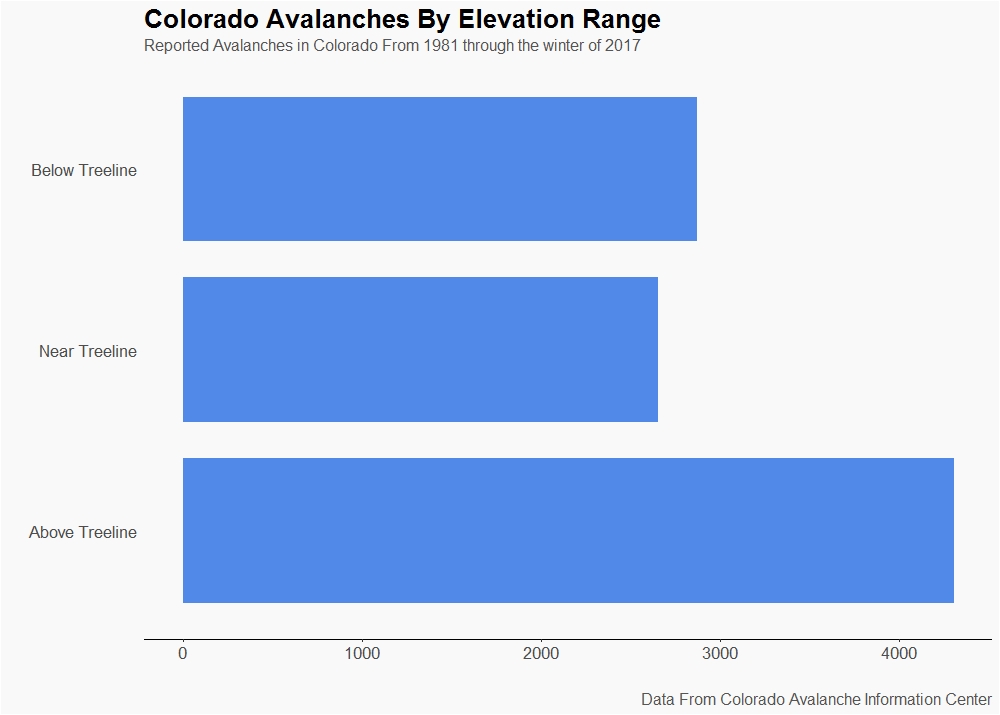 Colorado Avalanches By Elevation Range
Reported Avalanches in Colorado From 1981 through the winter of 2017
Below Treeline
Near Treeline
Above Treeline
0 1000 2000 3000 4000
Data From Colorado Avalanche Information Center